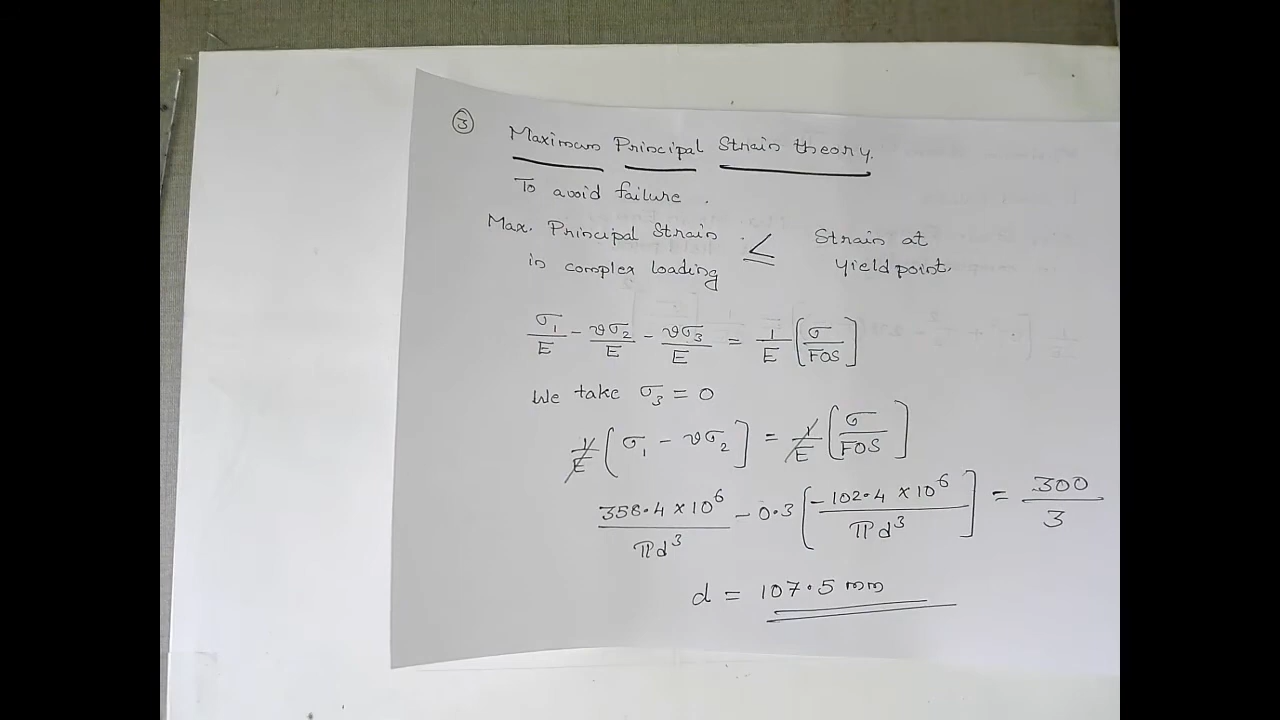 ③ Maximum Principal Strain theory.
To avoid failure.
Max. Principal Strain in complex loading ≤ Strain at yield point.
σ₁/E - νσ₂/E - νσ₃/E = 1/E [σ/FOS]
We take σ₃ = 0
1/E [σ₁ - νσ₂] = 1/E [σ/FOS]
358.4 × 10⁶/πd³ - 0.3 [-102.4 × 10⁶/πd³] = 300/3
d = 107.5 mm